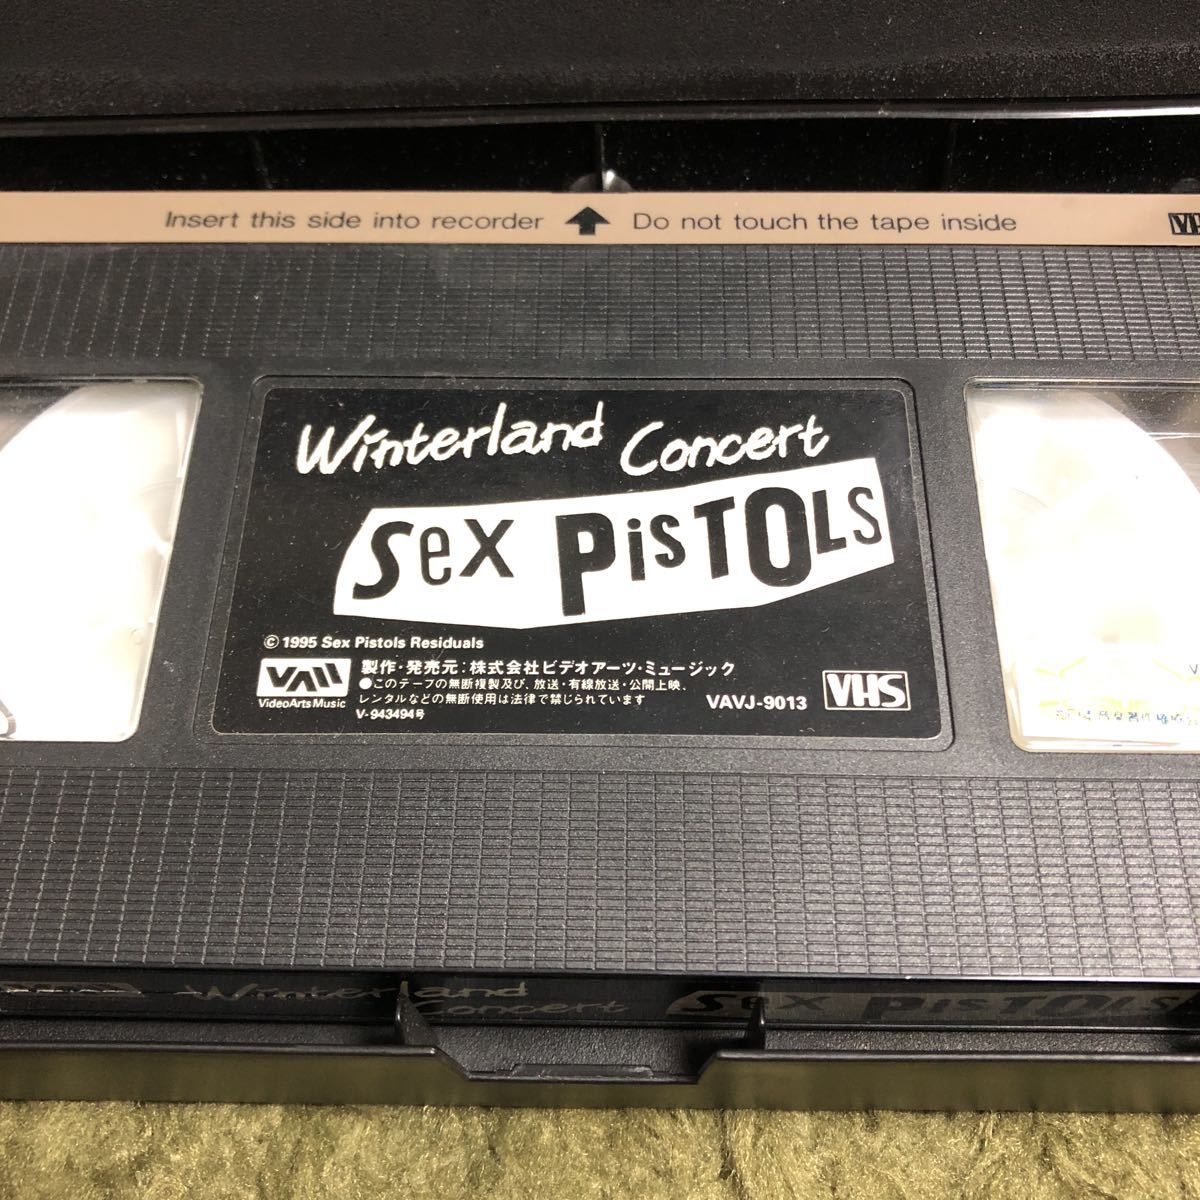 Insert this side into recorder Do not touch the tape inside
Winterland Concert
Sex PisTOLS
© 1995 Sex Pistols Residuals
VideoArts Music
製作・発売元:株式会社ビデオアーツ・ミュージック
●このテープの無断複製及び、放送・有線放送・公開上映、
レンタルなどの無断使用は法律で禁じられています
V-943494号
VAVJ-9013
VHS
Winterland Concert Sex PisTOLS